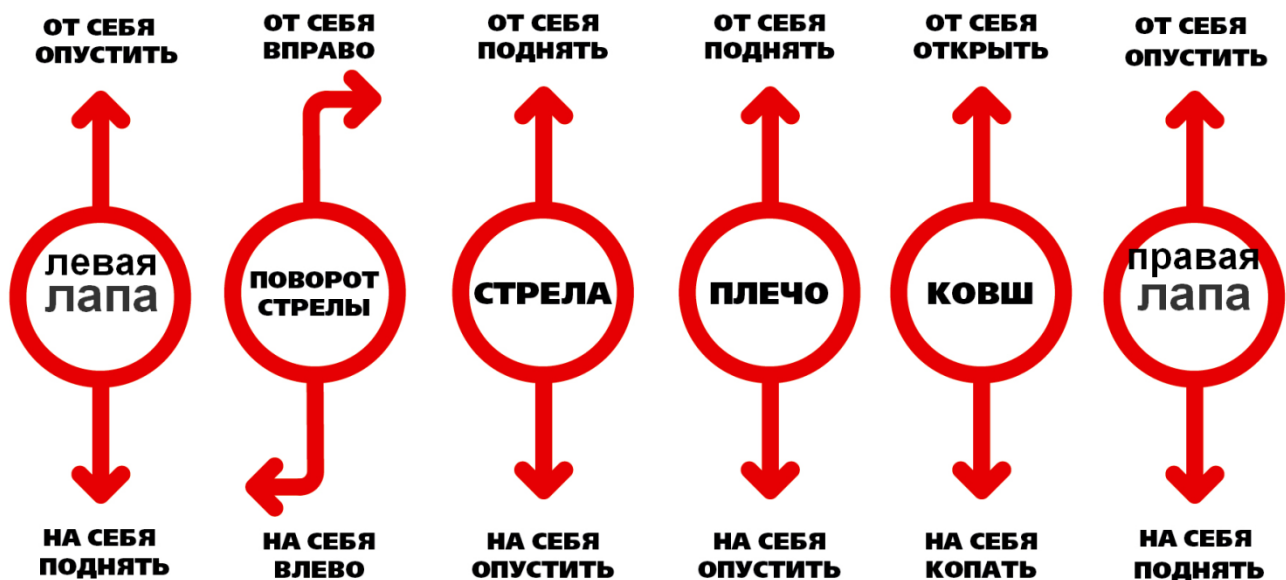 ОТ СЕБЯ
ОПУСТИТЬ
ОТ СЕБЯ
ВПРАВО
ОТ СЕБЯ
ПОДНЯТЬ
ОТ СЕБЯ
ПОДНЯТЬ
ОТ СЕБЯ
ОТКРЫТЬ
ОТ СЕБЯ
ОПУСТИТЬ
левая
лапа
ПОВОРОТ
СТРЕЛЫ
СТРЕЛА
ПЛЕЧО
КОВШ
правая
лапа
НА СЕБЯ
ПОДНЯТЬ
НА СЕБЯ
ВЛЕВО
НА СЕБЯ
ОПУСТИТЬ
НА СЕБЯ
ОПУСТИТЬ
НА СЕБЯ
КОПАТЬ
НА СЕБЯ
ПОДНЯТЬ